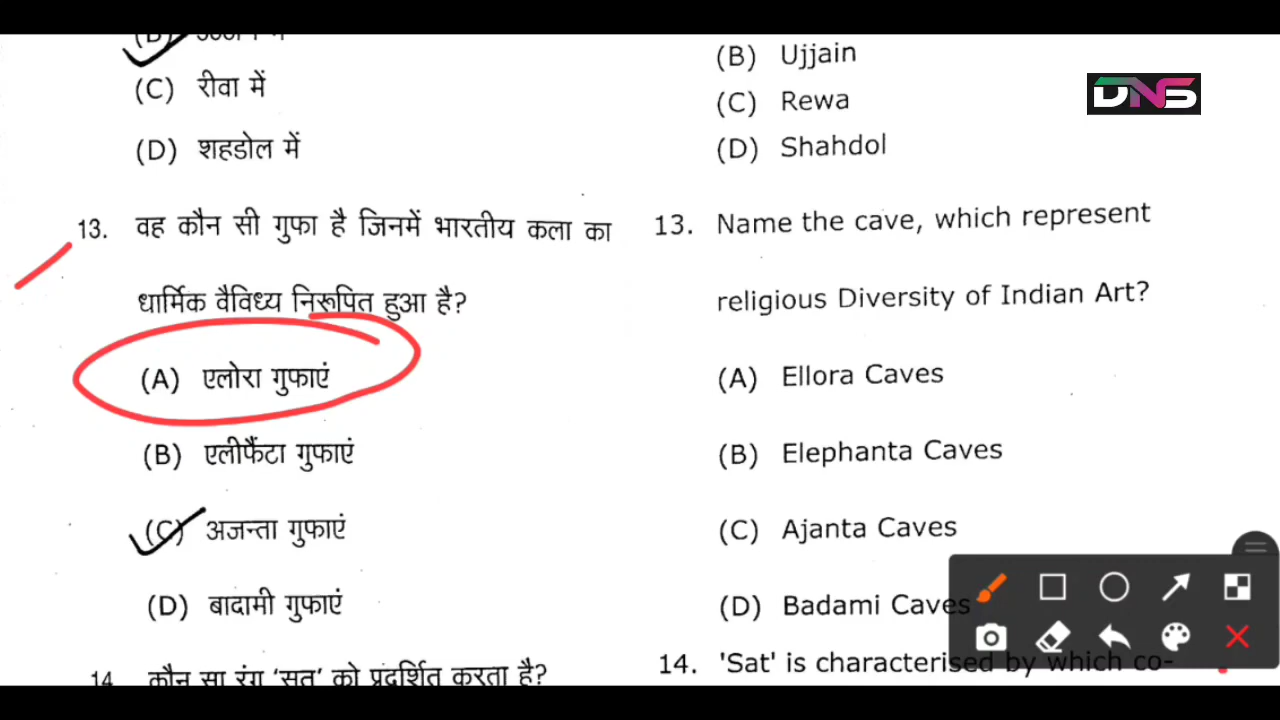 (C) रीवा में
(D) शहडोल में
13. वह कौन सी गुफा है जिनमें भारतीय कला का
धार्मिक वैविध्य निरूपित हुआ है?
(A) एलोरा गुफाएं
(B) एलीफैंटा गुफाएं
(C) अजन्ता गुफाएं
(D) बादामी गुफाएं
14. कौन सा रंग ‘सत’ को प्रदर्शित करता है?
(B) Ujjain
(C) Rewa
(D) Shahdol
13. Name the cave, which represent
religious Diversity of Indian Art?
(A) Ellora Caves
(B) Elephanta Caves
(C) Ajanta Caves
(D) Badami Caves
14. 'Sat' is characterised by which co-
DNS